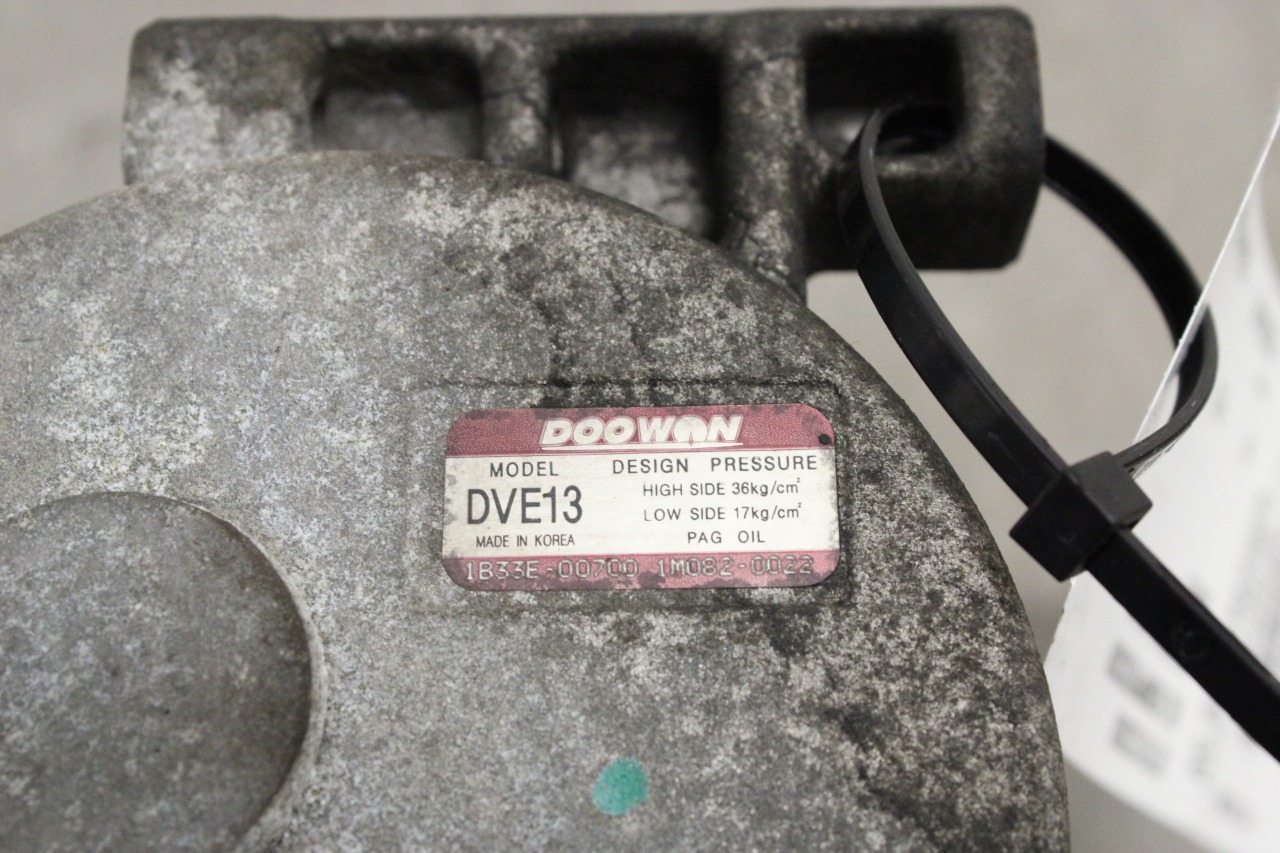 DOOWON
MODEL DESIGN PRESSURE
DVE13 HIGH SIDE 36kg/cm²
LOW SIDE 17kg/cm²
MADE IN KOREA PAG OIL
1B33E-00700 1M082-0022